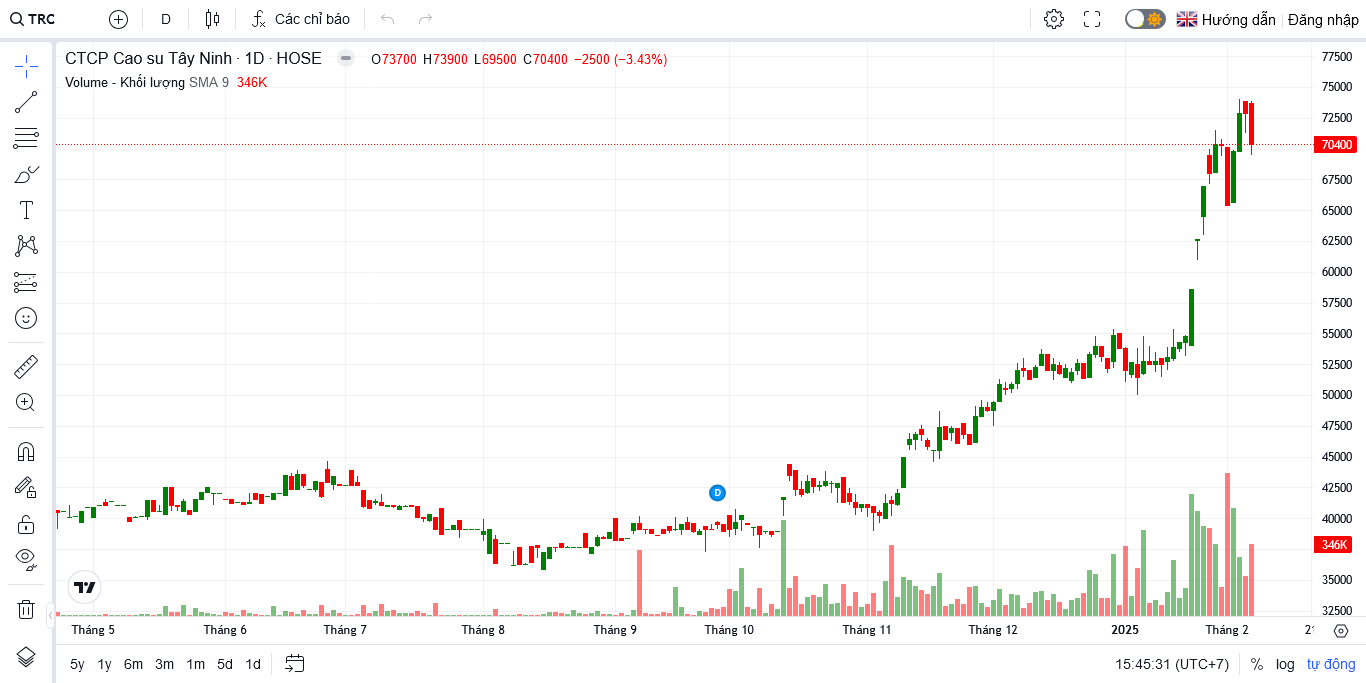 TRC D Các chỉ báo Hướng dẫn Đăng nhập
CTCP Cao su Tây Ninh · 1D · HOSE O73700 H73900 L69500 C70400 −2500 (−3.43%)
Volume - Khối lượng SMA 9 346K
77500
75000
72500
70400
67500
65000
62500
60000
57500
55000
52500
50000
47500
45000
42500
D
40000
346K
35000
32500
Tháng 5 Tháng 6 Tháng 7 Tháng 8 Tháng 9 Tháng 10 Tháng 11 Tháng 12 2025 Tháng 2 21
5y 1y 6m 3m 1m 5d 1d 15:45:31 (UTC+7) % log tự động